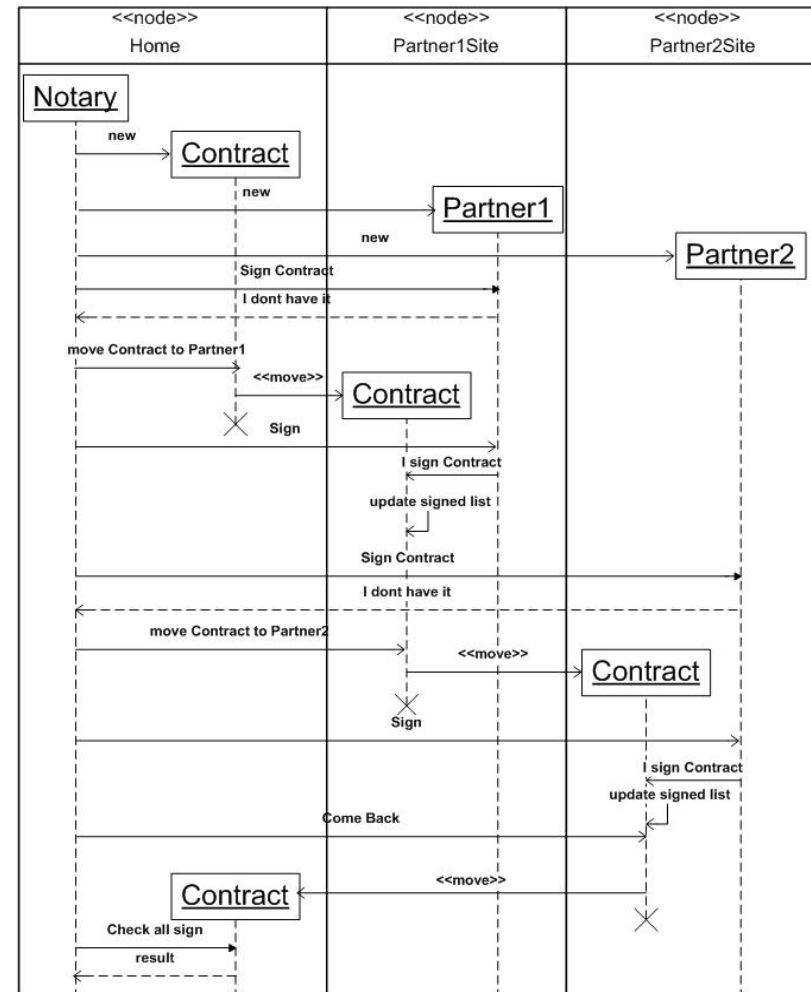 <<node>>
Home
<<node>>
Partner1Site
<<node>>
Partner2Site
Notary
new
Contract
new
Partner1
new
Partner2
Sign Contract
I dont have it
move Contract to Partner1
<<move>>
Contract
Sign
I sign Contract
update signed list
Sign Contract
I dont have it
move Contract to Partner2
<<move>>
Contract
Sign
I sign Contract
update signed list
Come Back
<<move>>
Contract
Check all sign
result